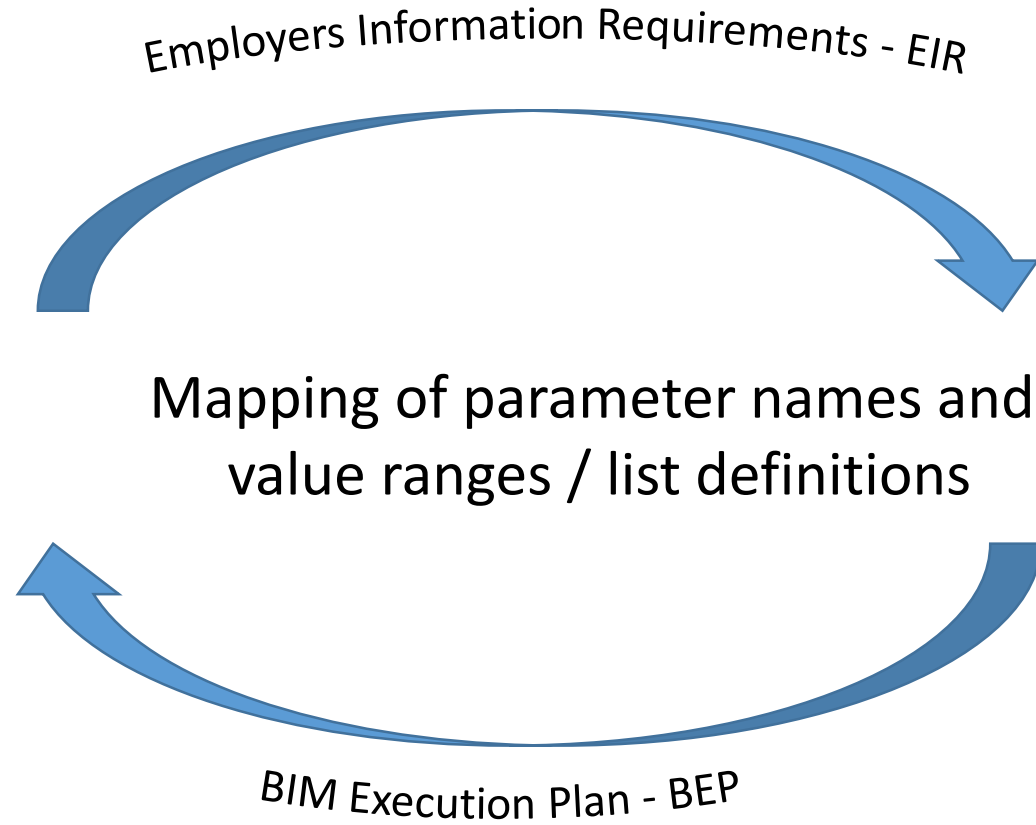 Employers Information Requirements - EIR
Mapping of parameter names and
value ranges / list definitions
BIM Execution Plan - BEP